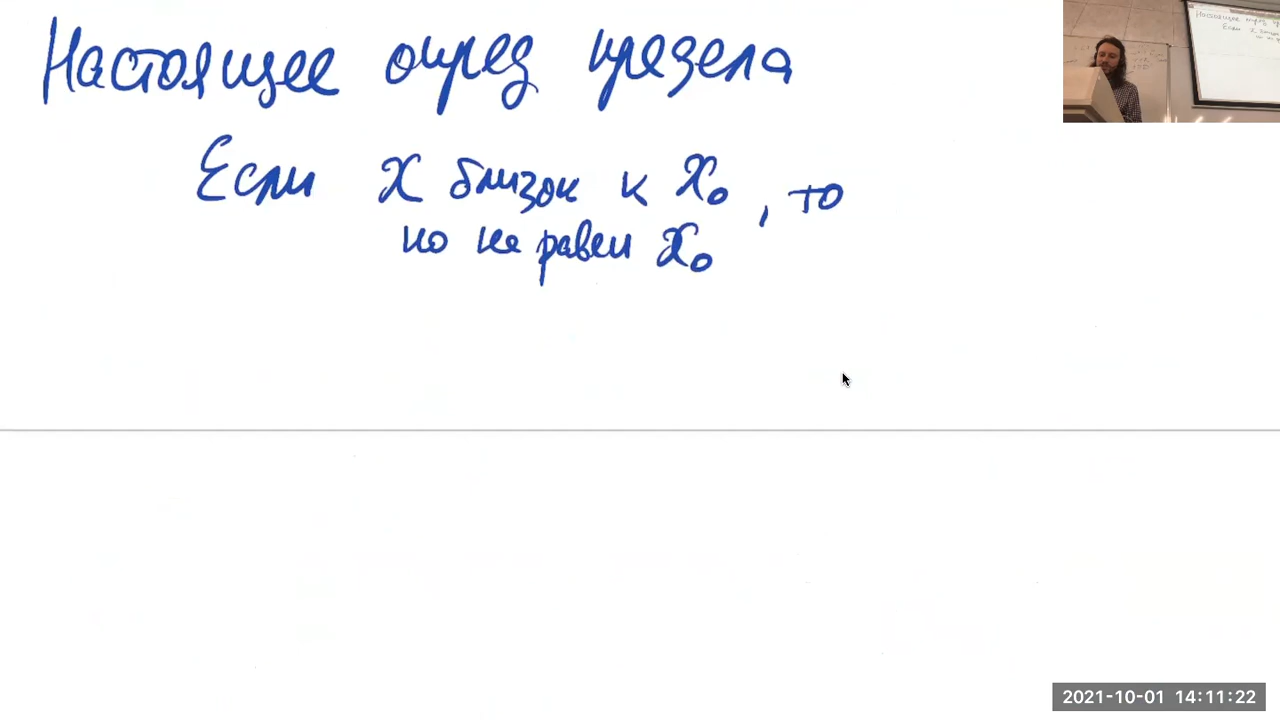 Настоящее опред предела
Если x близок к x₀, то
но не равен x₀
2021-10-01 14:11:22